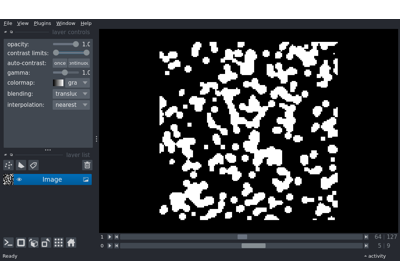 File View Plugins Window Help
layer controls
opacity: 1.0
contrast limits:
auto-contrast: once
gamma: 1.0
colormap: gra
blending: translu
interpolation: nearest
layer list
Image
1 64 127
0 5 9
Ready activity